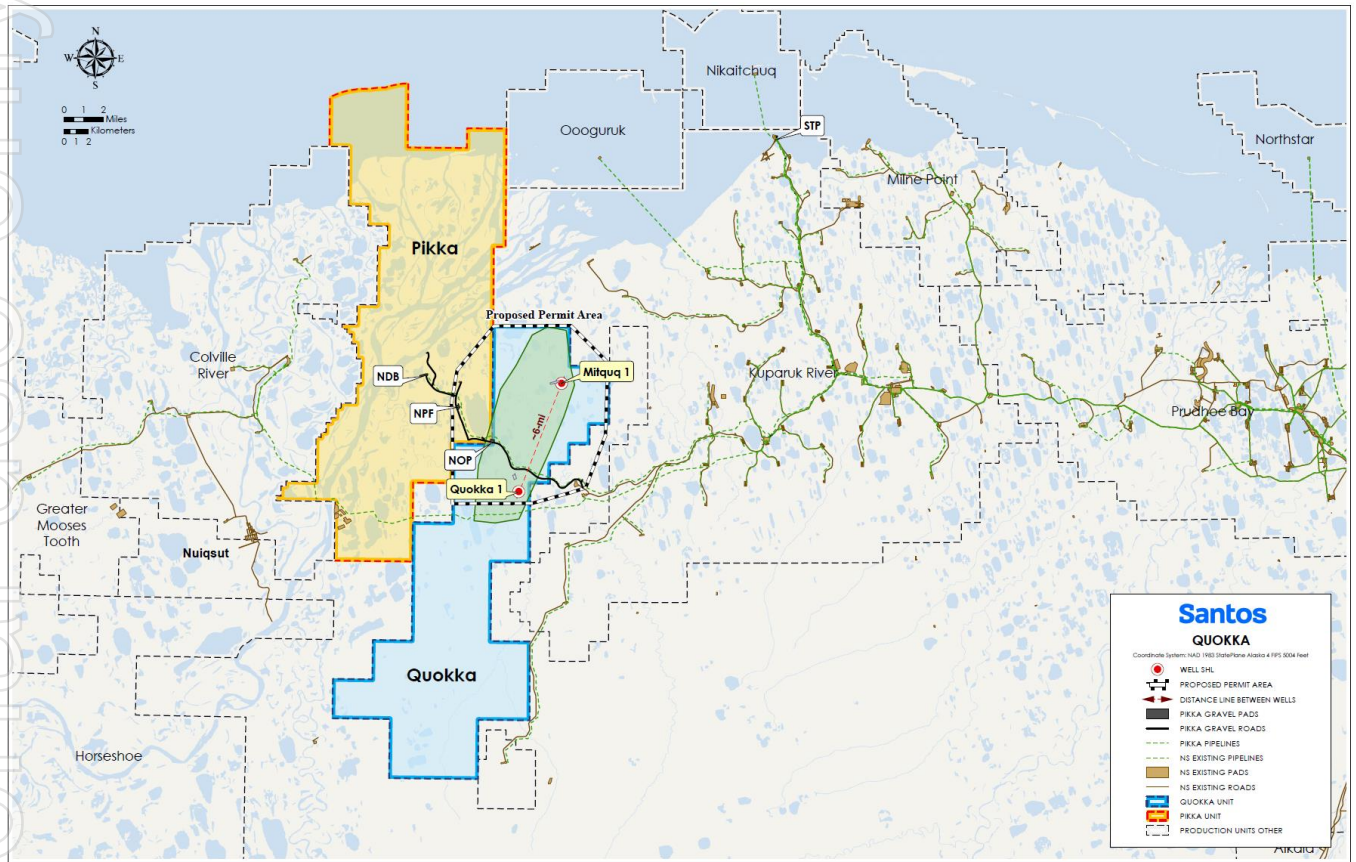 N
W E
S
0 1 2
Miles
Kilometers
0 1 2
Nikaitchuq
Oooguruk
STP
Northstar
Milne Point
Pikka
Proposed Permit Area
Colville
River
NDB
Mitquq 1
Kuparuk River
NPF
Prudhoe Bay
~6-mi
NOP
Quokka 1
Greater
Mooses
Tooth
Nuiqsut
Quokka
Horseshoe
Santos
QUOKKA
Coordinate System: NAD 1983 StatePlane Alaska 4 FIPS 5004 Feet
WELL SHL
PROPOSED PERMIT AREA
DISTANCE LINE BETWEEN WELLS
PIKKA GRAVEL PADS
PIKKA GRAVEL ROADS
PIKKA PIPELINES
NS EXISTING PIPELINES
NS EXISTING PADS
NS EXISTING ROADS
QUOKKA UNIT
PIKKA UNIT
PRODUCTION UNITS OTHER